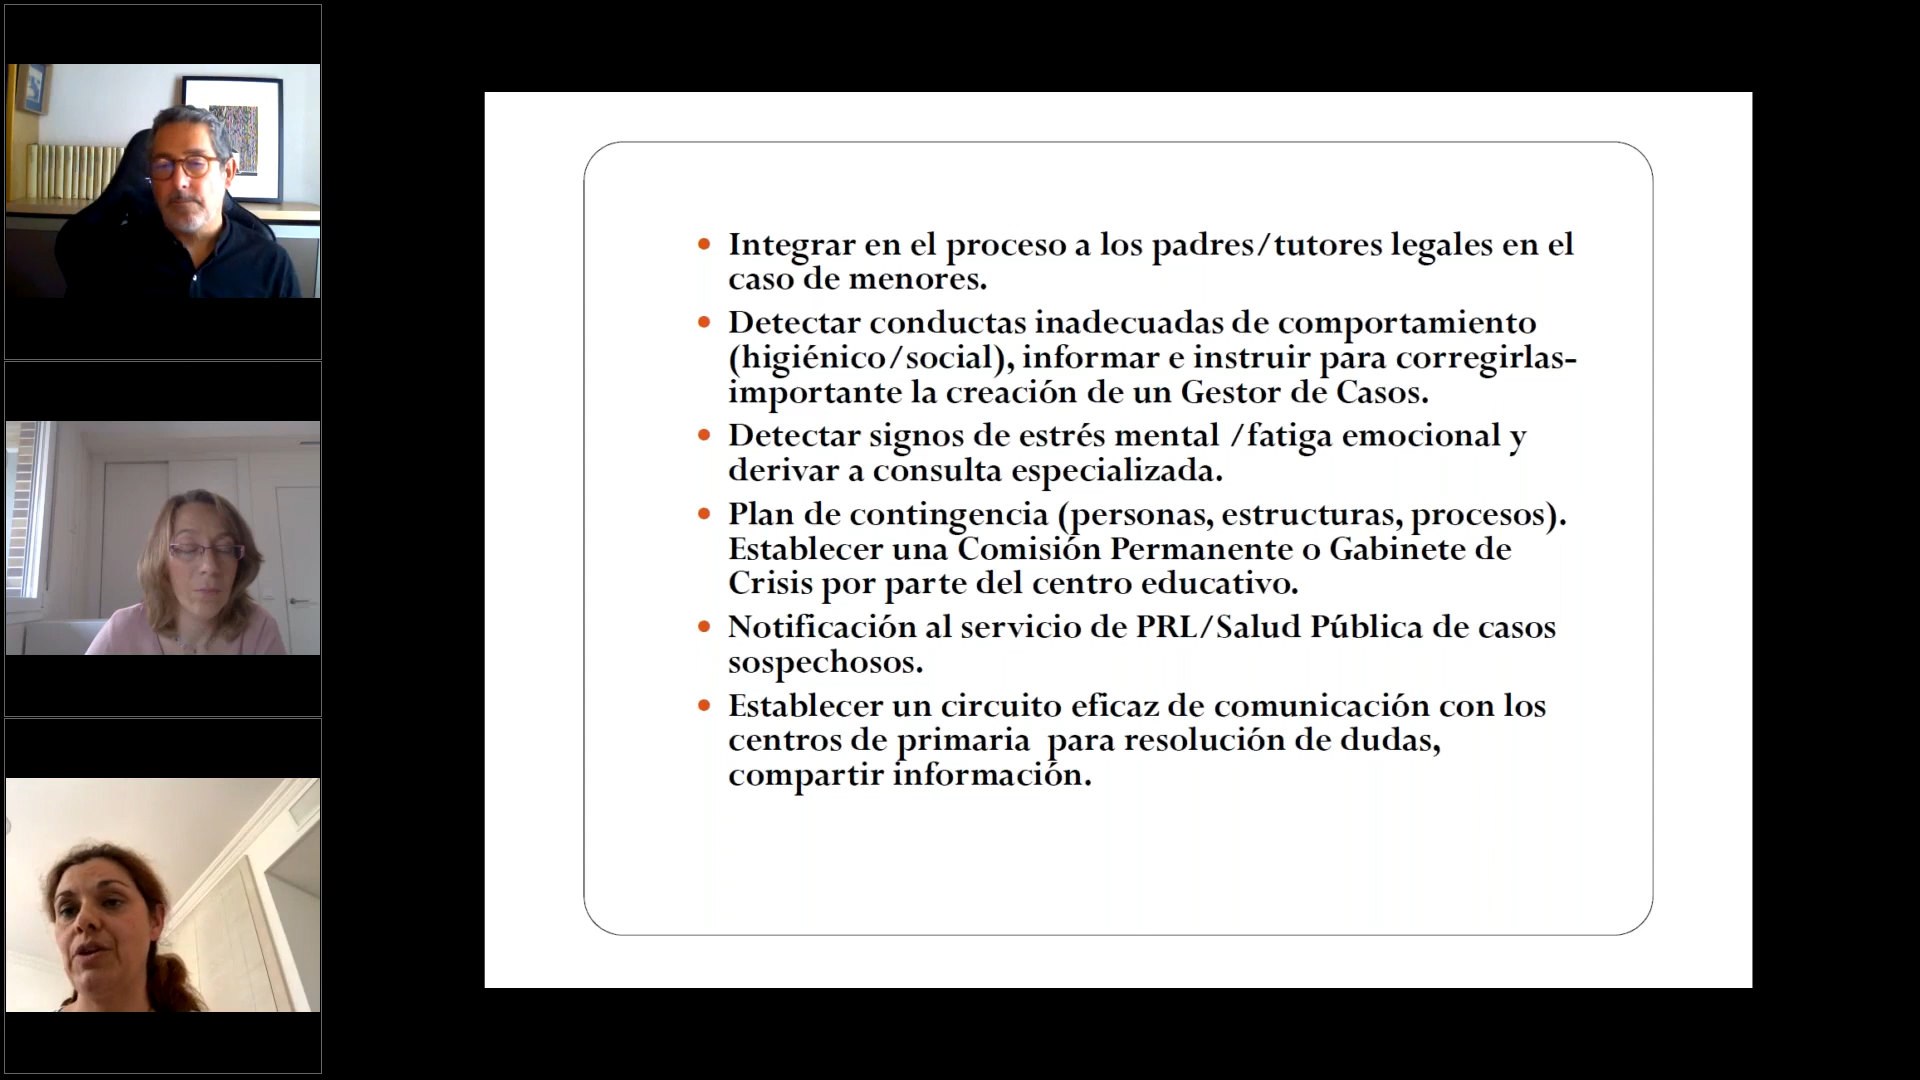 Integrar en el proceso a los padres/tutores legales en el
caso de menores.
Detectar conductas inadecuadas de comportamiento
(higiénico/social), informar e instruir para corregirlas-
importante la creación de un Gestor de Casos.
Detectar signos de estrés mental /fatiga emocional y
derivar a consulta especializada.
Plan de contingencia (personas, estructuras, procesos).
Establecer una Comisión Permanente o Gabinete de
Crisis por parte del centro educativo.
Notificación al servicio de PRL/Salud Pública de casos
sospechosos.
Establecer un circuito eficaz de comunicación con los
centros de primaria  para resolución de dudas,
compartir información.